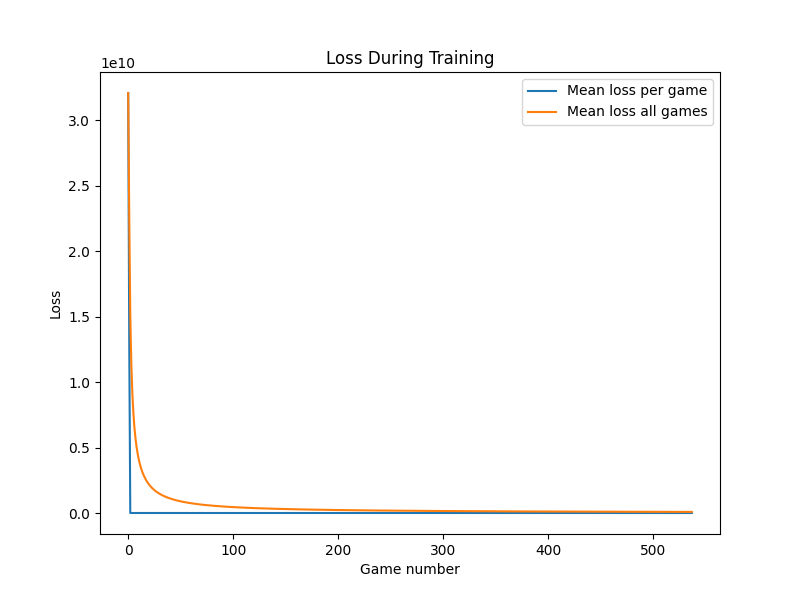 Loss During Training
1e10
Mean loss per game
Mean loss all games
3.0
2.5
2.0
1.5
1.0
0.5
0.0
Loss
0 100 200 300 400 500
Game number